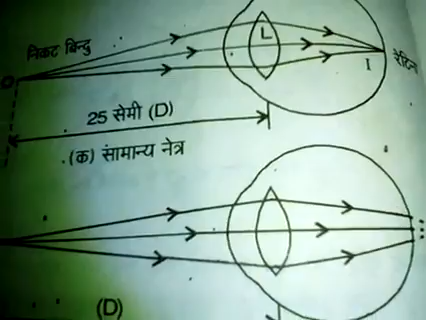 निकट बिन्दु
L
I
रेटिना
25 सेमी (D)
(क) सामान्य नेत्र
(D)